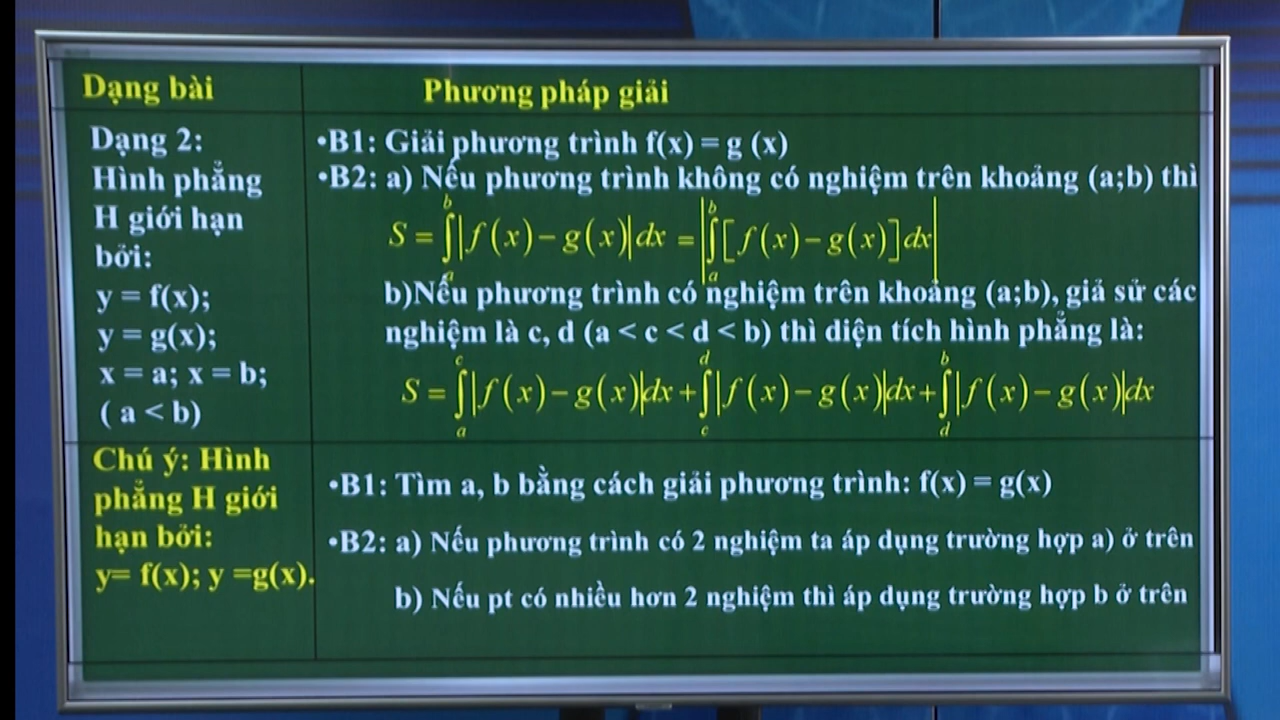 Dạng bài
Phương pháp giải
Dạng 2:
Hình phẳng
H giới hạn
bởi:
y = f(x);
y = g(x);
x = a; x = b;
( a < b)
•B1: Giải phương trình f(x) = g (x)
•B2: a) Nếu phương trình không có nghiệm trên khoảng (a;b) thì
S = ∫_a^b |f(x) − g(x)| dx = |∫_a^b [f(x) − g(x)] dx|
b)Nếu phương trình có nghiệm trên khoảng (a;b), giả sử các
nghiệm là c, d (a < c < d < b) thì diện tích hình phẳng là:
S = ∫_a^c |f(x) − g(x)|dx + ∫_c^d |f(x) − g(x)|dx + ∫_d^b |f(x) − g(x)|dx
Chú ý: Hình
phẳng H giới
hạn bởi:
y= f(x); y =g(x).
•B1: Tìm a, b bằng cách giải phương trình: f(x) = g(x)
•B2: a) Nếu phương trình có 2 nghiệm ta áp dụng trường hợp a) ở trên
b) Nếu pt có nhiều hơn 2 nghiệm thì áp dụng trường hợp b ở trên